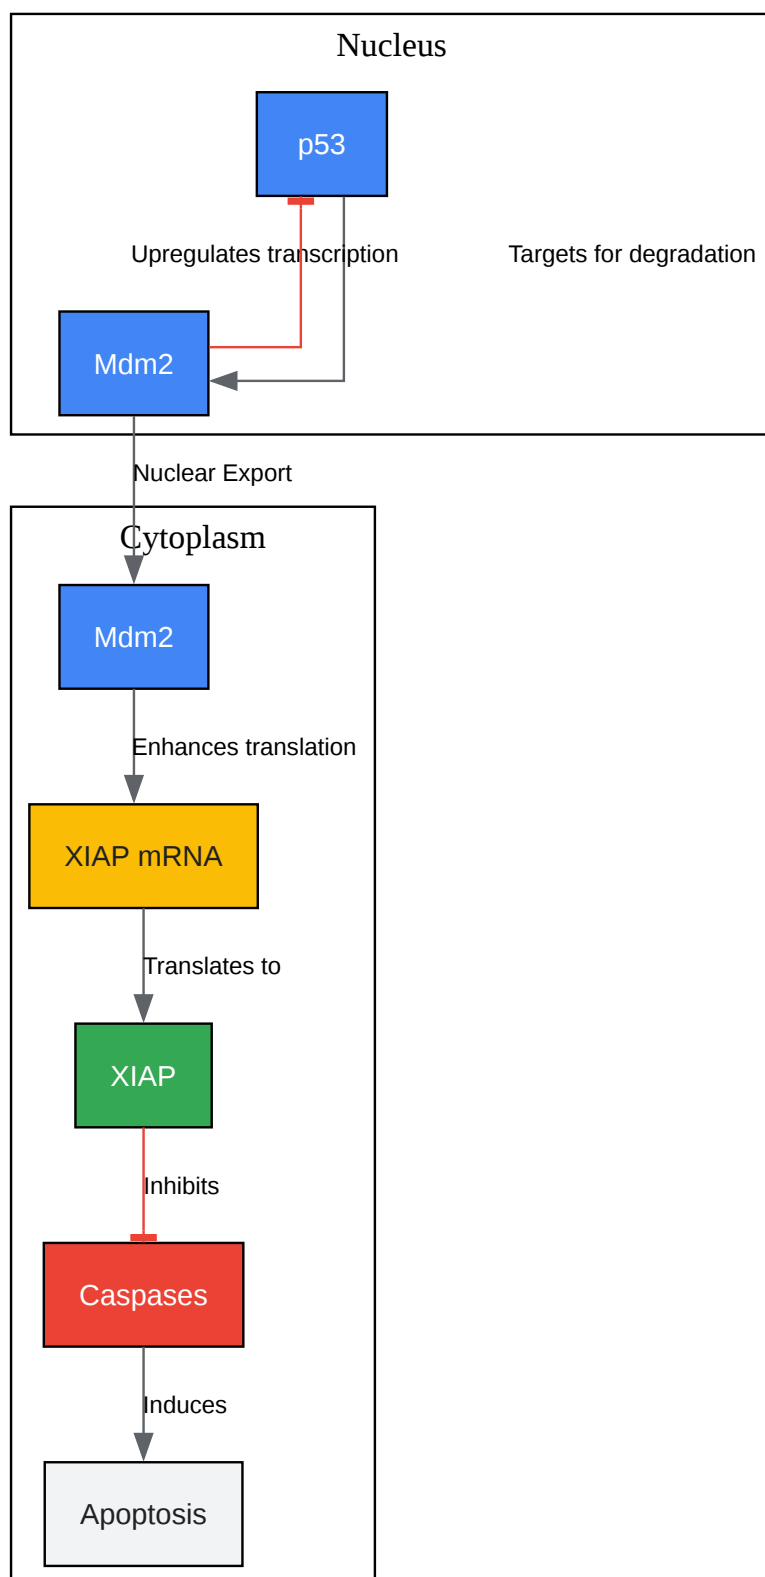 Nucleus
p53
Upregulates transcription
Targets for degradation
Mdm2
Nuclear Export
Cytoplasm
Mdm2
Enhances translation
XIAP mRNA
Translates to
XIAP
Inhibits
Caspases
Induces
Apoptosis